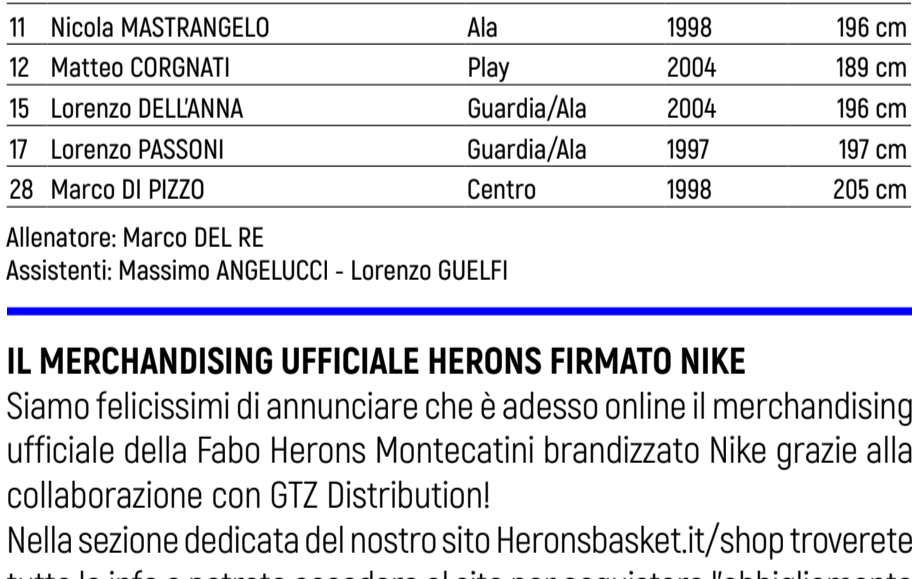 11 Nicola MASTRANGELO Ala 1998 196 cm
12 Matteo CORGNATI Play 2004 189 cm
15 Lorenzo DELL'ANNA Guardia/Ala 2004 196 cm
17 Lorenzo PASSONI Guardia/Ala 1997 197 cm
28 Marco DI PIZZO Centro 1998 205 cm
Allenatore: Marco DEL RE
Assistenti: Massimo ANGELUCCI - Lorenzo GUELFI
IL MERCHANDISING UFFICIALE HERONS FIRMATO NIKE
Siamo felicissimi di annunciare che è adesso online il merchandising
ufficiale della Fabo Herons Montecatini brandizzato Nike grazie alla
collaborazione con GTZ Distribution!
Nella sezione dedicata del nostro sito Heronsbasket.it/shop troverete